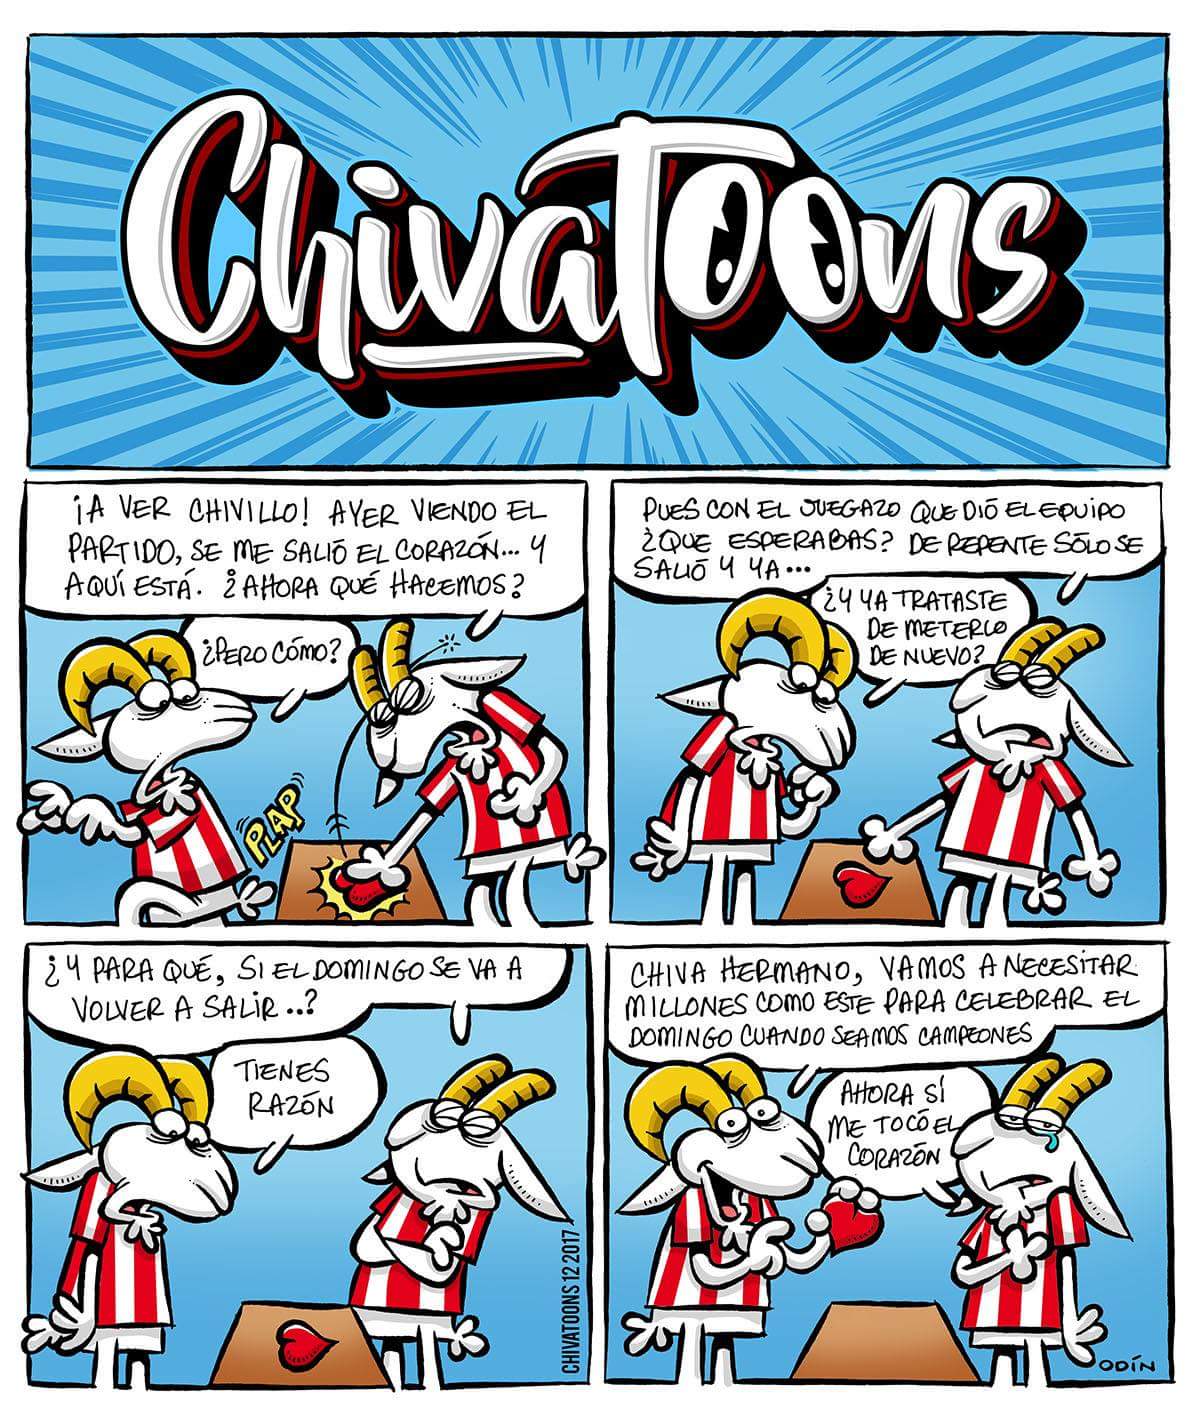 ChivaToons
¡A VER CHIVILLO! AYER VIENDO EL
PARTIDO, SE ME SALIÓ EL CORAZÓN... Y
AQUÍ ESTÁ. ¿AHORA QUÉ HACEMOS?
¿PERO CÓMO?
PLAP
PUES CON EL JUEGAZO QUE DIÓ EL EQUIPO
¿QUE ESPERABAS? DE REPENTE SÓLO SE
SALIÓ Y YA...
¿Y YA TRATASTE
DE METERLO
DE NUEVO?
¿Y PARA QUÉ, SI EL DOMINGO SE VA A
VOLVER A SALIR..?
TIENES
RAZÓN
CHIVATOONS 12 2017
CHIVA HERMANO, VAMOS A NECESITAR
MILLONES COMO ESTE PARA CELEBRAR EL
DOMINGO CUANDO SEAMOS CAMPEONES
AHORA SÍ
ME TOCÓ EL
CORAZÓN
ODÍN